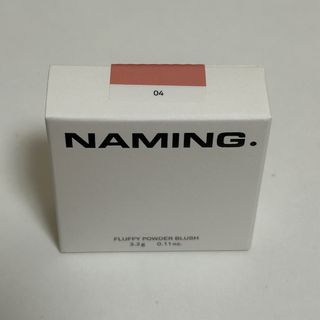 04
NAMING.
FLUFFY POWDER BLUSH
3.2g 0.11oz.